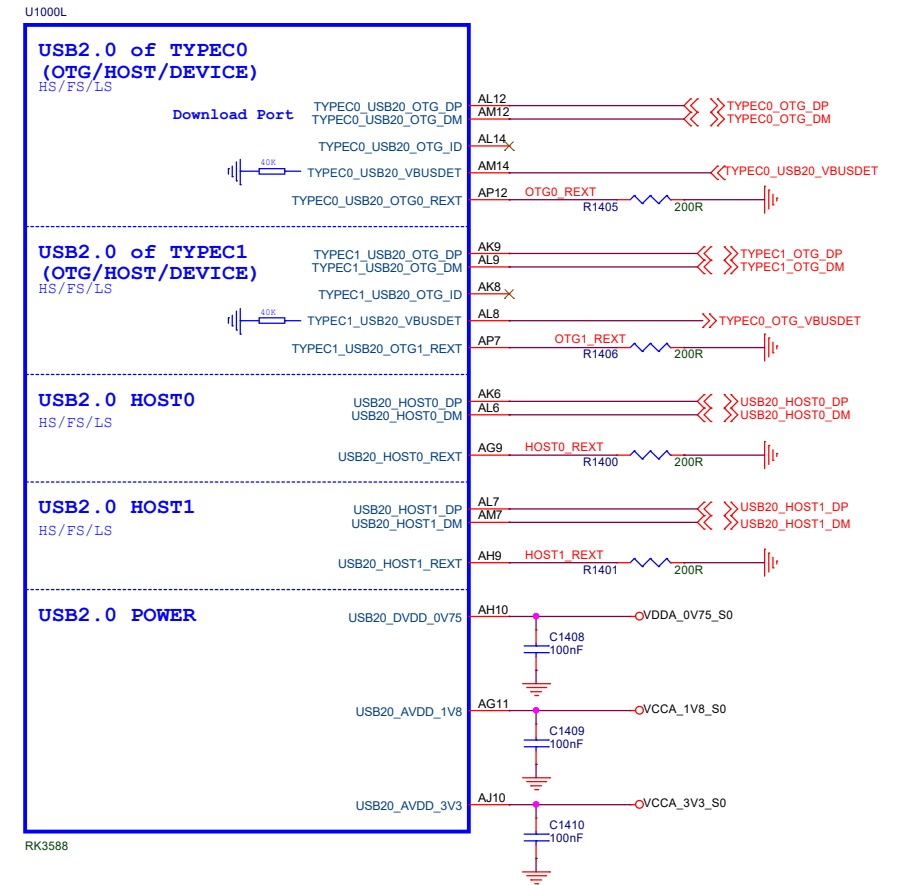 U1000L
USB2.0 of TYPEC0
(OTG/HOST/DEVICE)
HS/FS/LS
Download Port
TYPEC0_USB20_OTG_DP AL12 TYPEC0_OTG_DP
TYPEC0_USB20_OTG_DM AM12 TYPEC0_OTG_DM
TYPEC0_USB20_OTG_ID AL14
40K TYPEC0_USB20_VBUSDET AM14 TYPEC0_USB20_VBUSDET
TYPEC0_USB20_OTG0_REXT AP12 OTG0_REXT
R1405 200R
USB2.0 of TYPEC1
(OTG/HOST/DEVICE)
HS/FS/LS
TYPEC1_USB20_OTG_DP AK9 TYPEC1_OTG_DP
TYPEC1_USB20_OTG_DM AL9 TYPEC1_OTG_DM
TYPEC1_USB20_OTG_ID AK8
40K TYPEC1_USB20_VBUSDET AL8 TYPEC0_OTG_VBUSDET
TYPEC1_USB20_OTG1_REXT AP7 OTG1_REXT
R1406 200R
USB2.0 HOST0
HS/FS/LS
USB20_HOST0_DP AK6 USB20_HOST0_DP
USB20_HOST0_DM AL6 USB20_HOST0_DM
USB20_HOST0_REXT AG9 HOST0_REXT
R1400 200R
USB2.0 HOST1
HS/FS/LS
USB20_HOST1_DP AL7 USB20_HOST1_DP
USB20_HOST1_DM AM7 USB20_HOST1_DM
USB20_HOST1_REXT AH9 HOST1_REXT
R1401 200R
USB2.0 POWER
USB20_DVDD_0V75 AH10 VDDA_0V75_S0
C1408
100nF
USB20_AVDD_1V8 AG11 VCCA_1V8_S0
C1409
100nF
USB20_AVDD_3V3 AJ10 VCCA_3V3_S0
C1410
100nF
RK3588